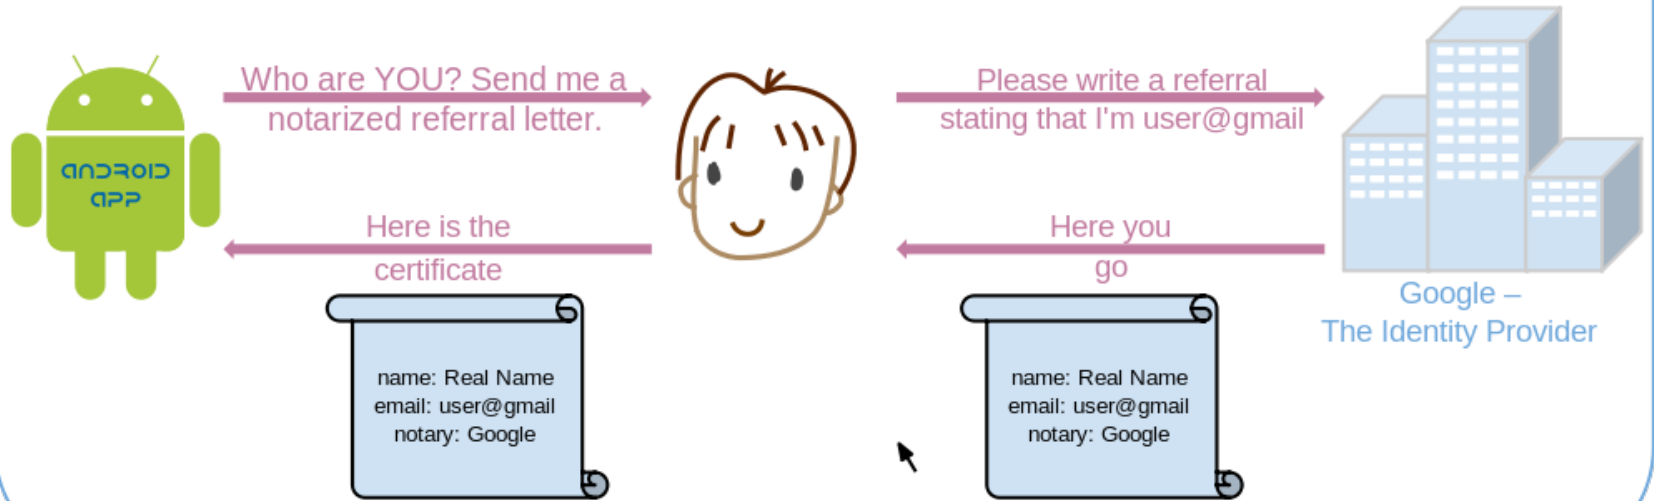 Who are YOU? Send me a
notarized referral letter.
Please write a referral
stating that I'm user@gmail
ANDROID
APP
Here is the
certificate
Here you
go
Google –
The Identity Provider
name: Real Name
email: user@gmail
notary: Google
name: Real Name
email: user@gmail
notary: Google